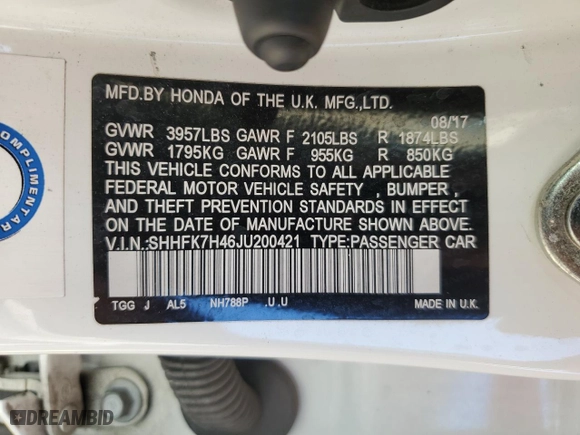 MFD.BY HONDA OF THE U.K. MFG.,LTD.
08/17
GVWR 3957LBS GAWR F 2105LBS R 1874LBS
GVWR 1795KG GAWR F 955KG R 850KG
THIS VEHICLE CONFORMS TO ALL APPLICABLE
FEDERAL MOTOR VEHICLE SAFETY , BUMPER ,
AND THEFT PREVENTION STANDARDS IN EFFECT
ON THE DATE OF MANUFACTURE SHOWN ABOVE.
V.I.N.:SHHFK7H46JU200421 TYPE:PASSENGER CAR
TGG J AL5 NH788P .U .U MADE IN U.K.
COMPLIMENTAR
DREAMBID